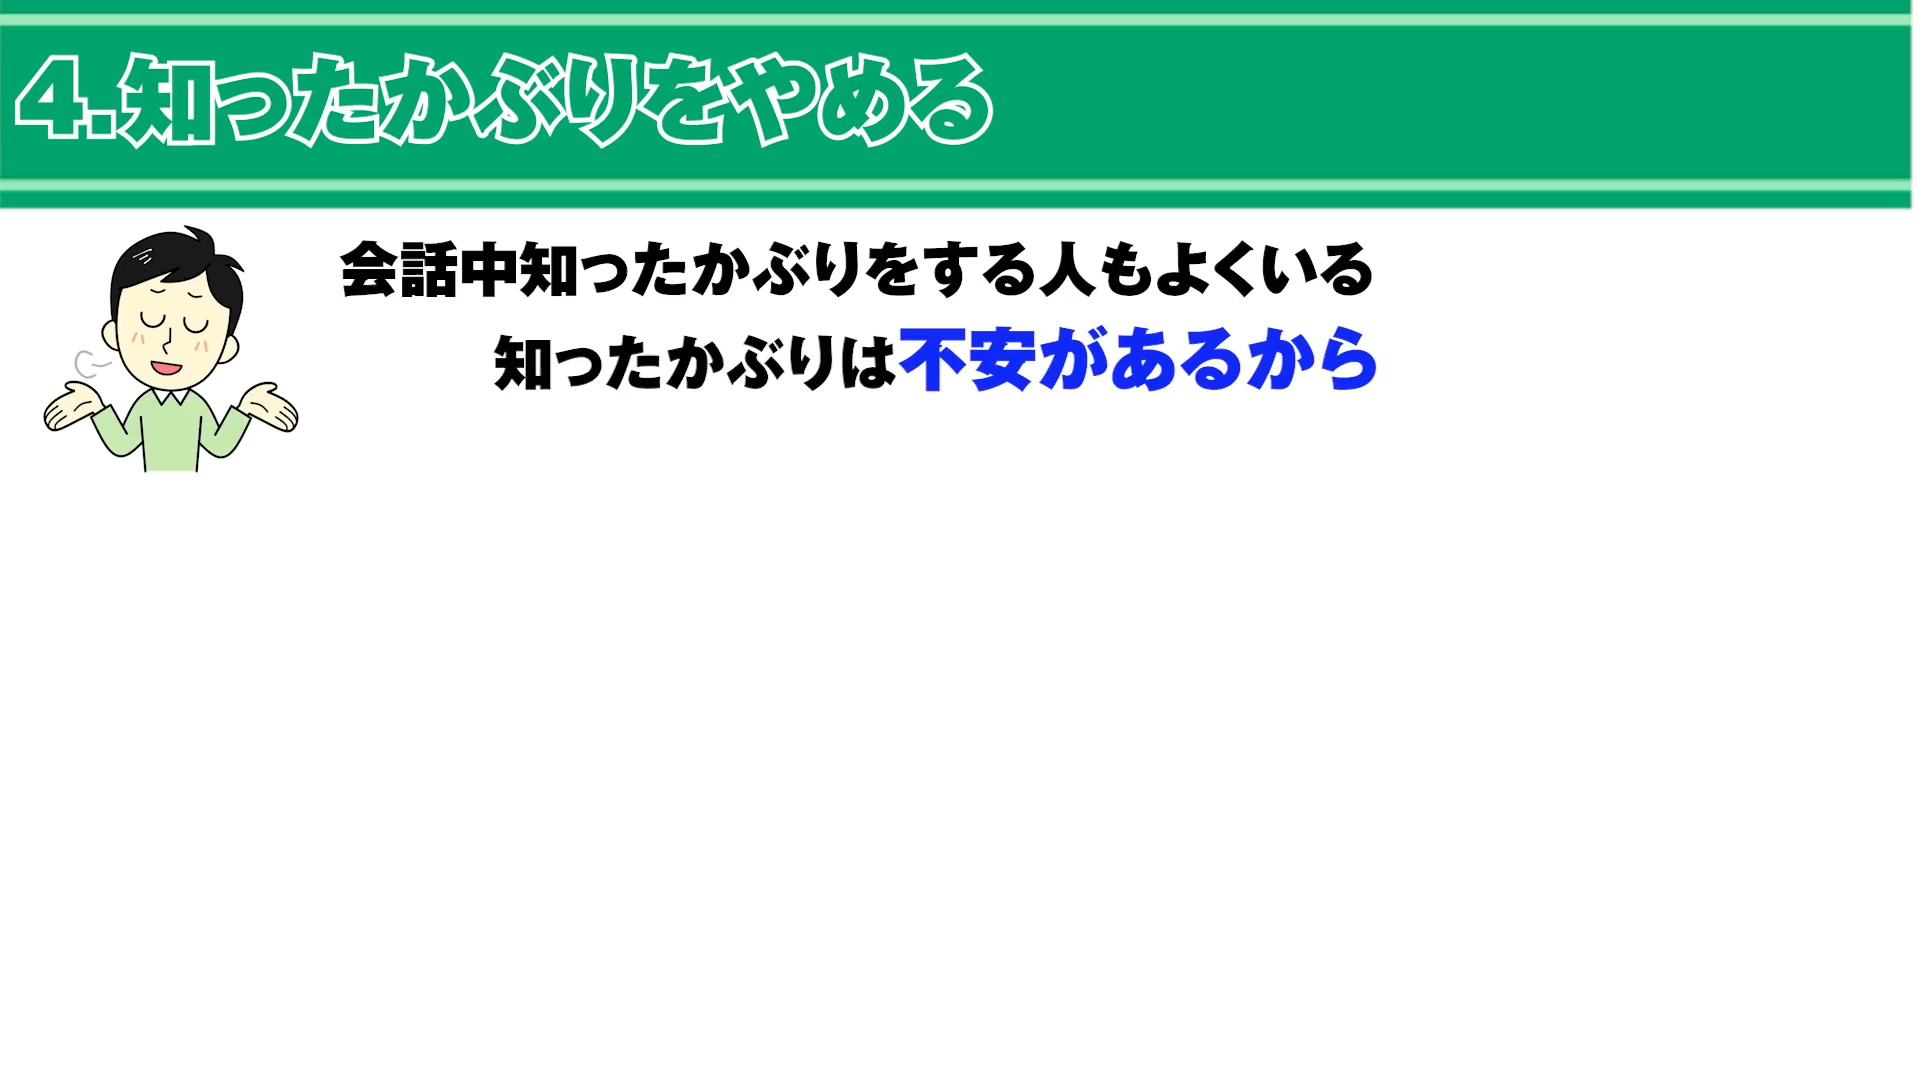 4.知ったかぶりをやめる
会話中知ったかぶりをする人もよくいる
知ったかぶりは不安があるから